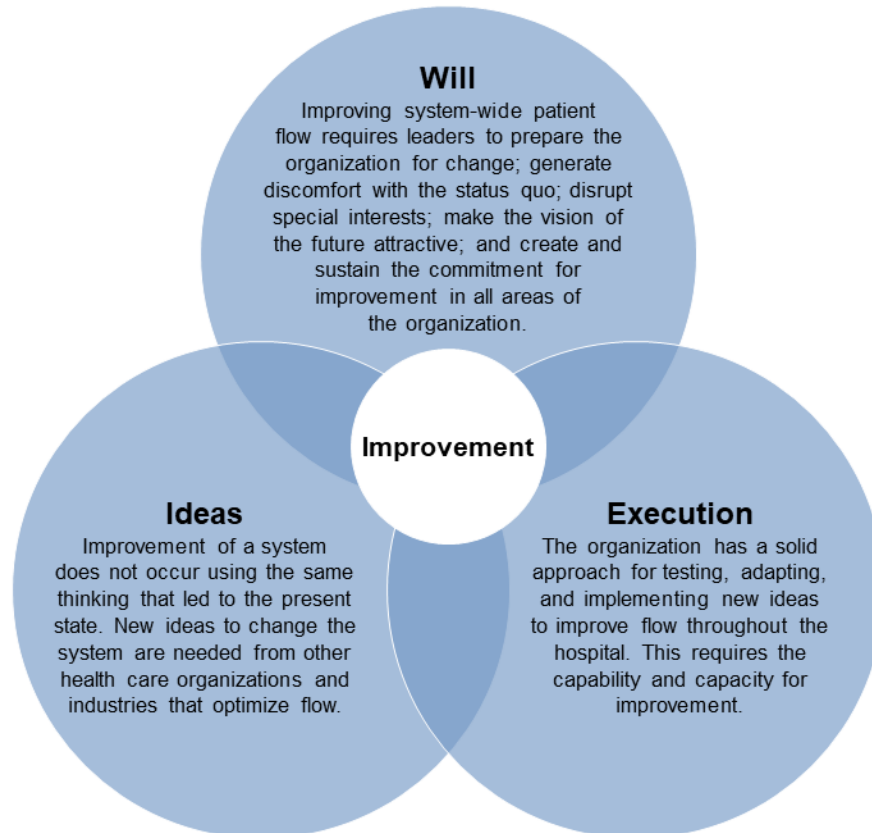 Will
Improving system-wide patient
flow requires leaders to prepare the
organization for change; generate
discomfort with the status quo; disrupt
special interests; make the vision of
the future attractive; and create and
sustain the commitment for
improvement in all areas of
the organization.
Improvement
Ideas
Improvement of a system
does not occur using the same
thinking that led to the present
state. New ideas to change the
system are needed from other
health care organizations and
industries that optimize flow.
Execution
The organization has a solid
approach for testing, adapting,
and implementing new ideas
to improve flow throughout the
hospital. This requires the
capability and capacity for
improvement.